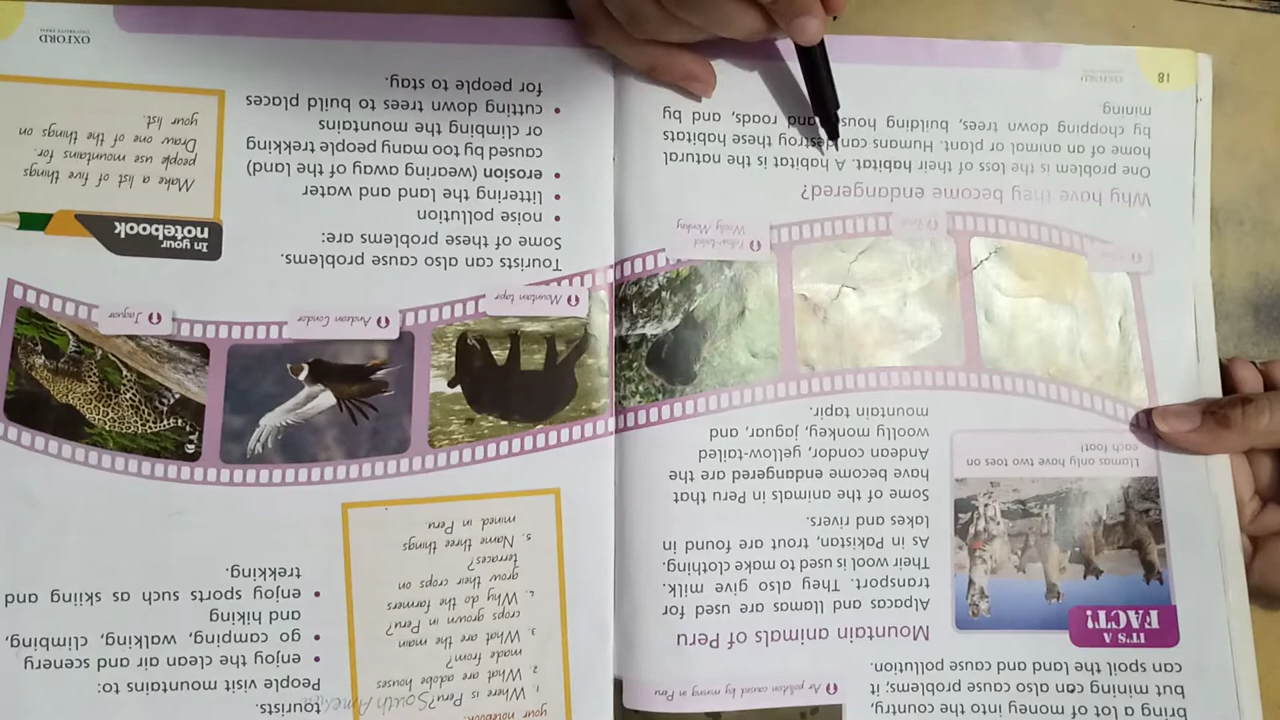 bring a lot of money into the country,
but mining can also cause problems; it
can spoil the land and cause pollution.
Air pollution caused by mining in Peru
IT'S A
FACT!
Llamas only have two toes on
each foot!
Mountain animals of Peru
Alpacas and llamas are used for
transport. They also give milk.
Their wool is used to make clothing.
As in Pakistan, trout are found in
lakes and rivers.
Some of the animals in Peru that
have become endangered are the
Andean condor, yellow-tailed
woolly monkey, jaguar, and
mountain tapir.
Yellow-tailed
Woolly Monkey
Why have they become endangered?
One problem is the loss of their habitat. A habitat is the natural
home of an animal or plant. Humans can destroy these habitats
by chopping down trees, building houses and roads, and by
mining
18
OXFORD
your notebook.
1. Where is Peru? South America
2. What are adobe houses
made from?
3. What are the main
crops grown in Peru?
4. Why do the farmers
grow their crops on
terraces?
5. Name three things
mined in Peru.
tourists.
People visit mountains to:
• enjoy the clean air and scenery
• go camping, walking, climbing,
and hiking
• enjoy sports such as skiing and
trekking.
Mountain tapir
Andean Condor
Jaguar
Tourists can also cause problems.
Some of these problems are:
• noise pollution
• littering the land and water
• erosion (wearing away of the land)
caused by too many people trekking
or climbing the mountains
• cutting down trees to build places
for people to stay.
In your
notebook
Make a list of five things
people use mountains for.
Draw one of the things on
your list.
OXFORD
UNIVERSITY PRESS